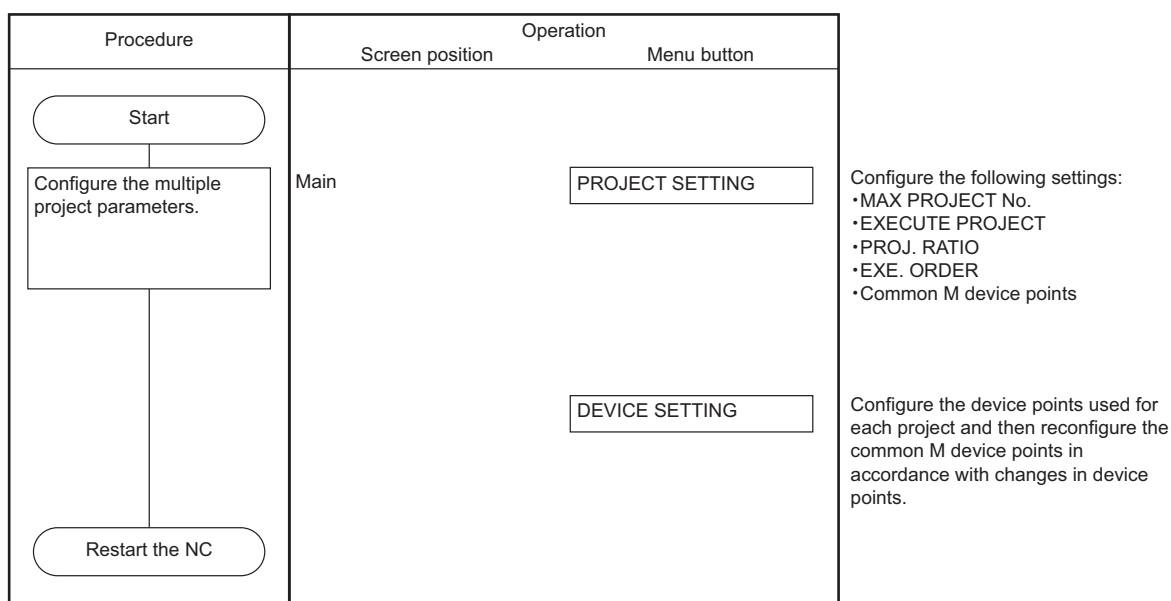 Procedure
Operation
Screen position Menu button
Start
Configure the multiple
project parameters.
Main
PROJECT SETTING
Configure the following settings:
・MAX PROJECT No.
・EXECUTE PROJECT
・PROJ. RATIO
・EXE. ORDER
・Common M device points
DEVICE SETTING
Configure the device points used for
each project and then reconfigure the
common M device points in
accordance with changes in device
points.
Restart the NC